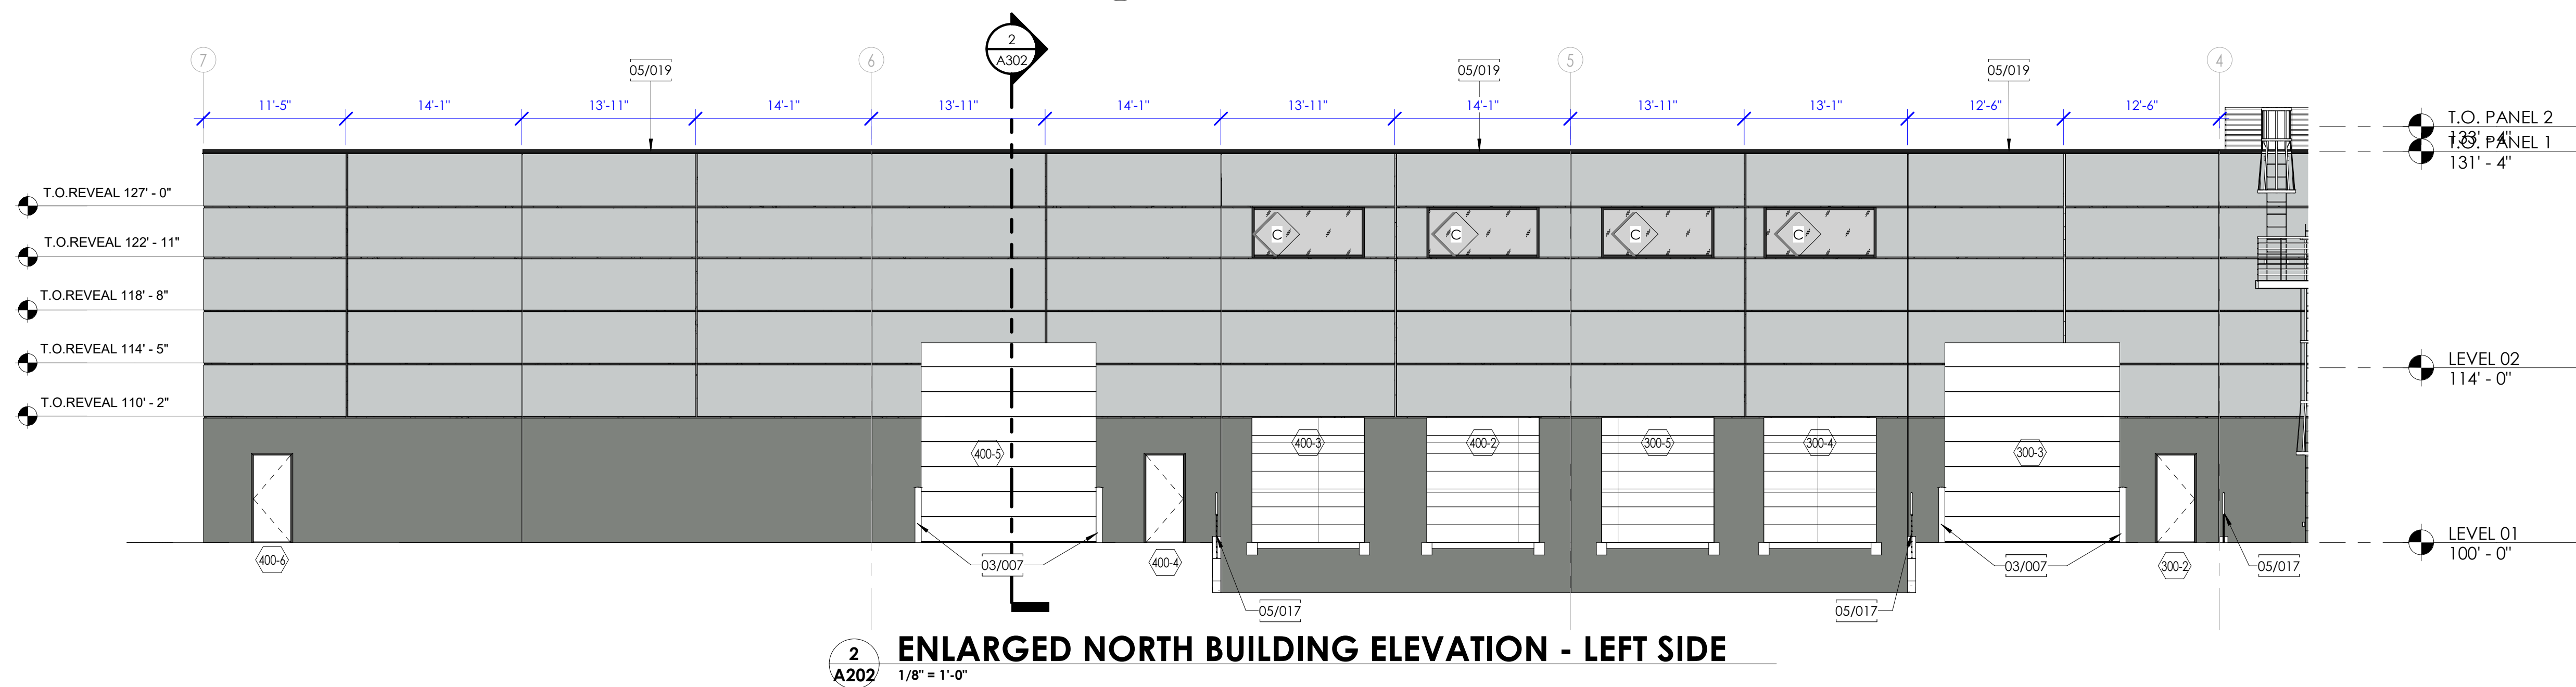 2
A302
7
6
5
4
05/019
05/019
05/019
11'-5"
14'-1"
13'-11"
14'-1"
13'-11"
14'-1"
13'-11"
14'-1"
13'-11"
13'-1"
12'-6"
12'-6"
T.O. PANEL 2
133' - 4"
T.O. PANEL 1
131' - 4"
T.O.REVEAL 127' - 0"
T.O.REVEAL 122' - 11"
T.O.REVEAL 118' - 8"
T.O.REVEAL 114' - 5"
T.O.REVEAL 110' - 2"
C
C
C
C
LEVEL 02
114' - 0"
400-5
400-3
400-2
300-5
300-4
300-3
LEVEL 01
100' - 0"
400-6
03/007
400-4
03/007
300-2
05/017
05/017
05/017
2
A202
ENLARGED NORTH BUILDING ELEVATION - LEFT SIDE
1/8" = 1'-0"